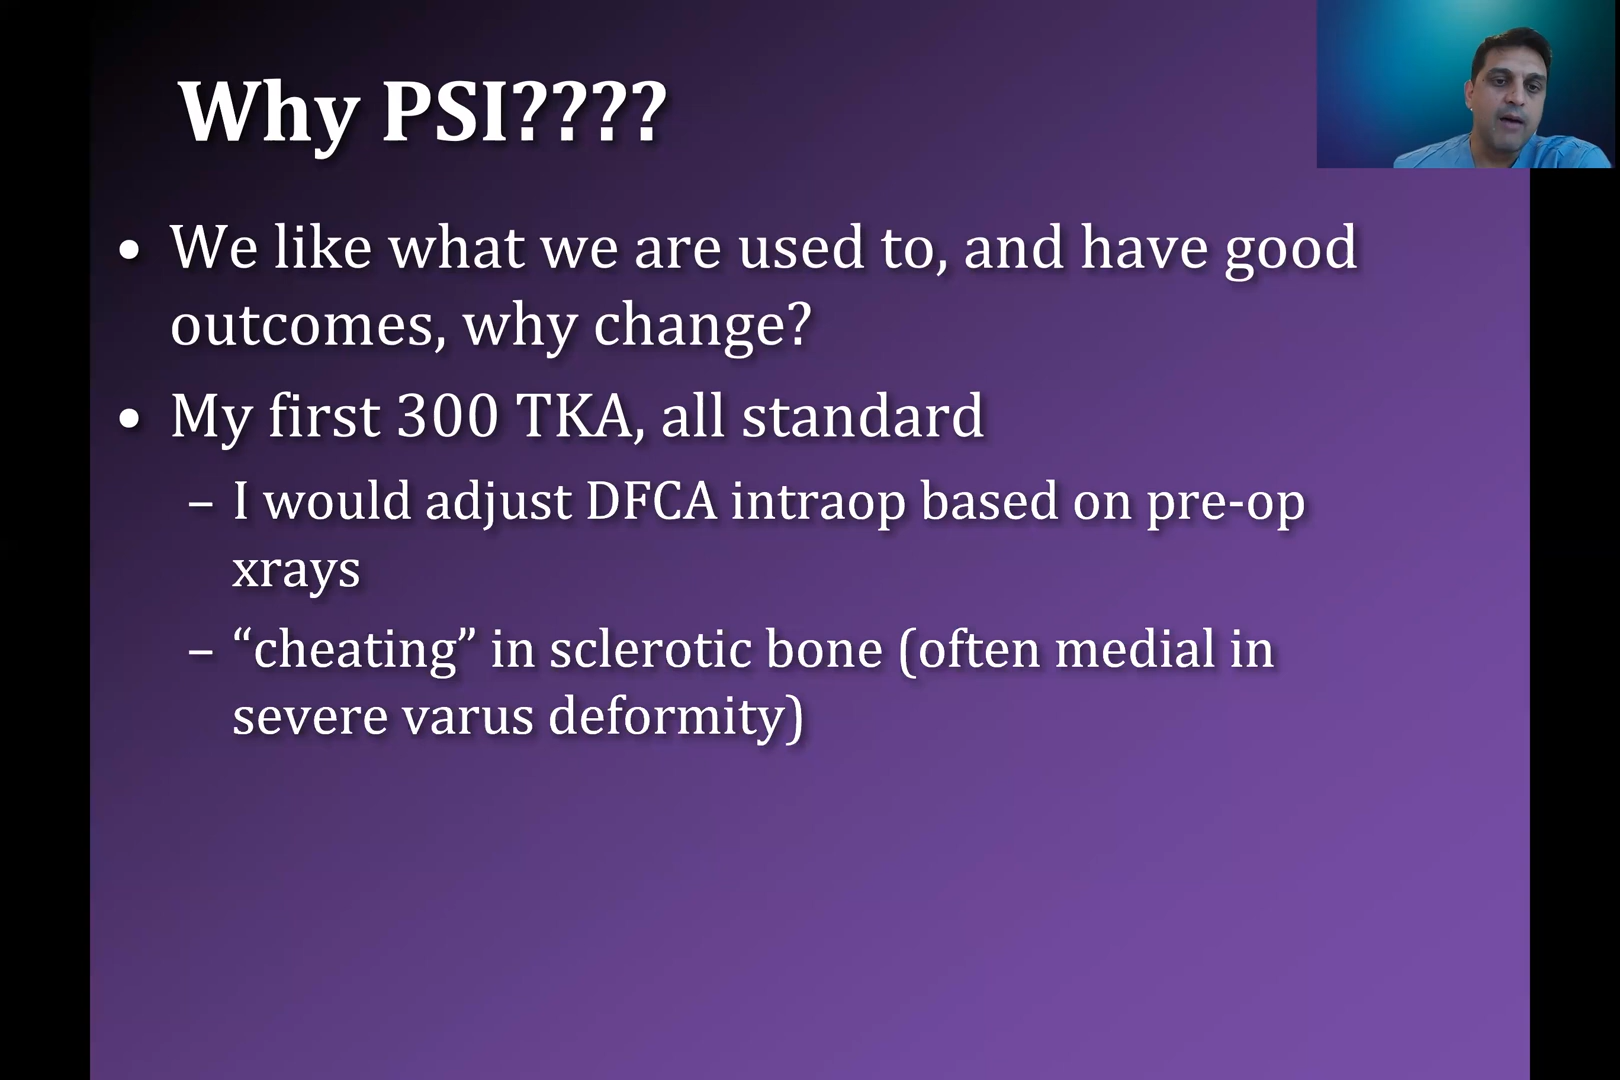 Why PSI????
• We like what we are used to, and have good
outcomes, why change?
• My first 300 TKA, all standard
– I would adjust DFCA intraop based on pre-op
xrays
– “cheating” in sclerotic bone (often medial in
severe varus deformity)